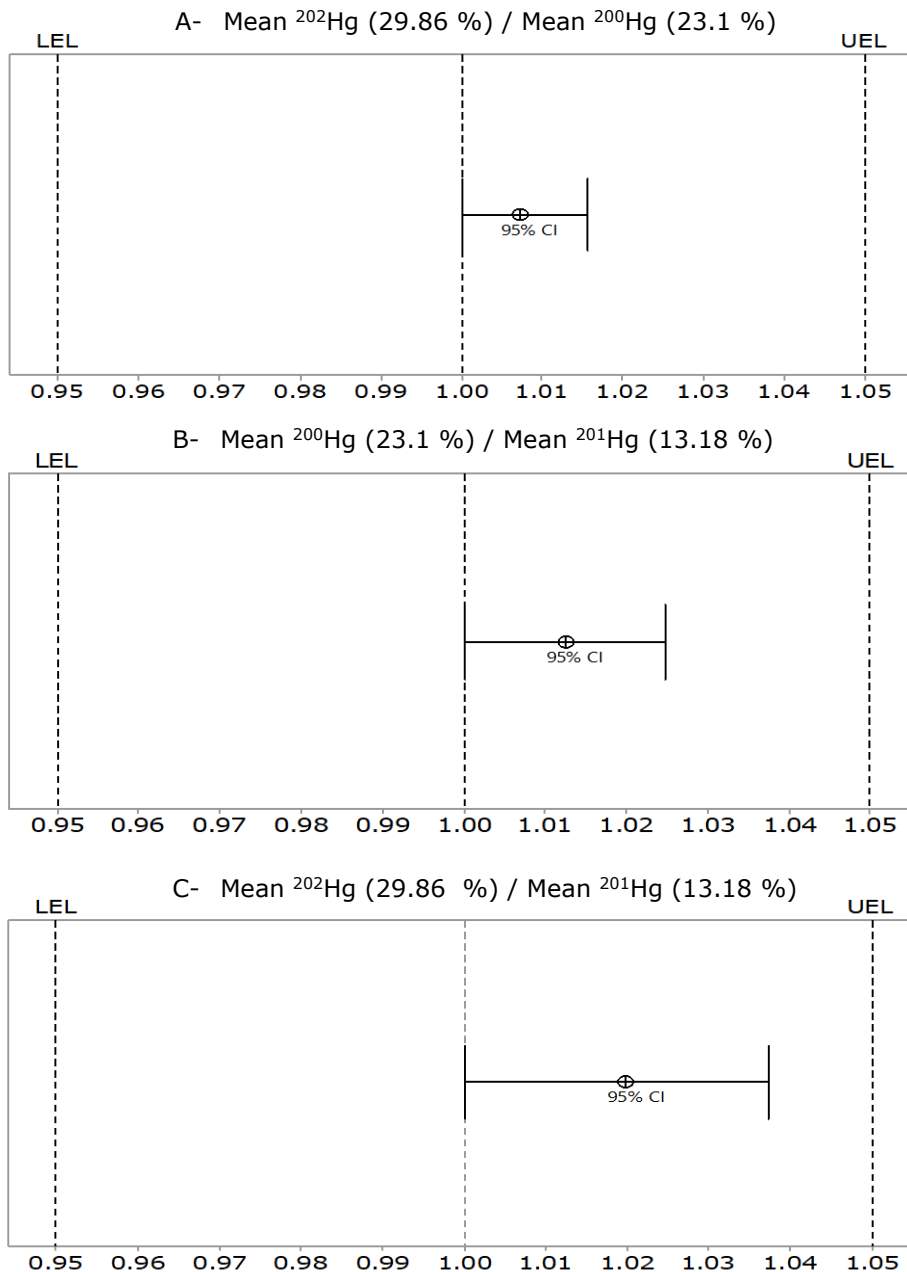 A- Mean ²⁰²Hg (29.86 %) / Mean ²⁰⁰Hg (23.1 %)
LEL UEL
95% CI
0.95 0.96 0.97 0.98 0.99 1.00 1.01 1.02 1.03 1.04 1.05
B- Mean ²⁰⁰Hg (23.1 %) / Mean ²⁰¹Hg (13.18 %)
LEL UEL
95% CI
0.95 0.96 0.97 0.98 0.99 1.00 1.01 1.02 1.03 1.04 1.05
C- Mean ²⁰²Hg (29.86 %) / Mean ²⁰¹Hg (13.18 %)
LEL UEL
95% CI
0.95 0.96 0.97 0.98 0.99 1.00 1.01 1.02 1.03 1.04 1.05